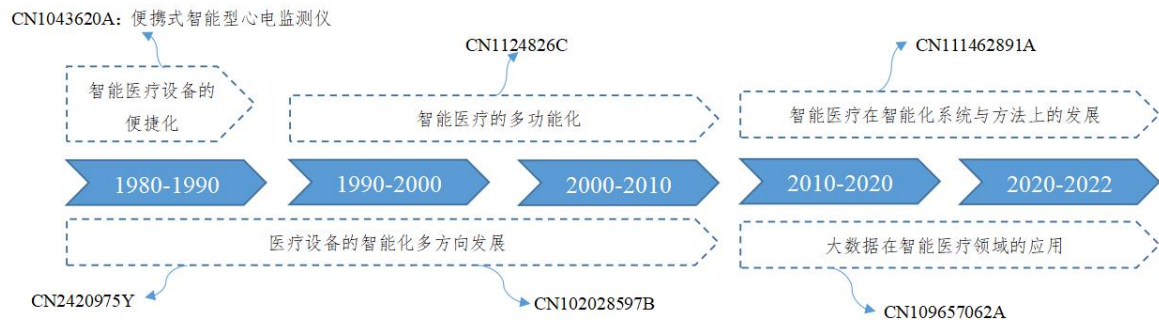 CN1043620A：便携式智能型心电监测仪
CN1124826C
CN111462891A
智能医疗设备的
便捷化
智能医疗的多功能化
智能医疗在智能化系统与方法上的发展
1980-1990
1990-2000
2000-2010
2010-2020
2020-2022
医疗设备的智能化多方向发展
大数据在智能医疗领域的应用
CN2420975Y
CN102028597B
CN109657062A